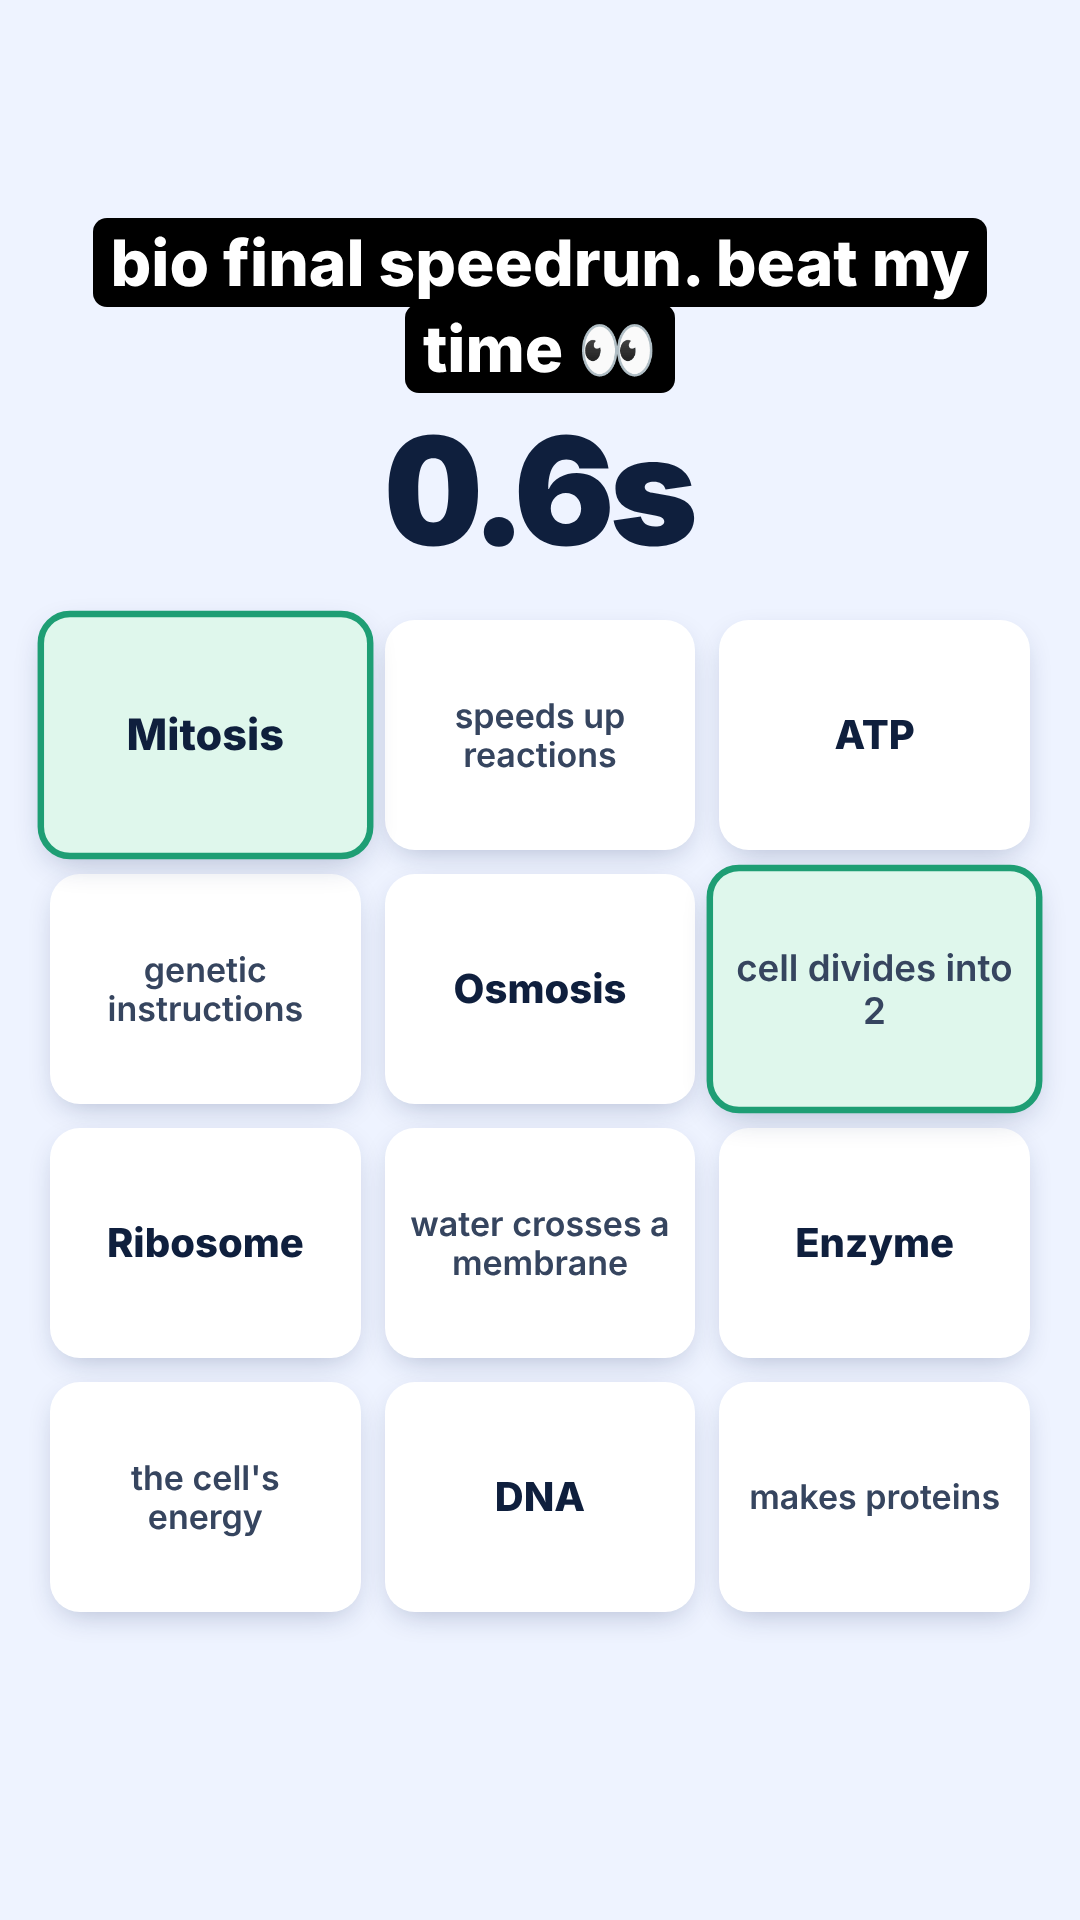 bio final speedrun. beat my
time 👀
0.6s
Mitosis
speeds up
reactions
ATP
genetic
instructions
Osmosis
cell divides into
2
Ribosome
water crosses a
membrane
Enzyme
the cell's
energy
DNA
makes proteins